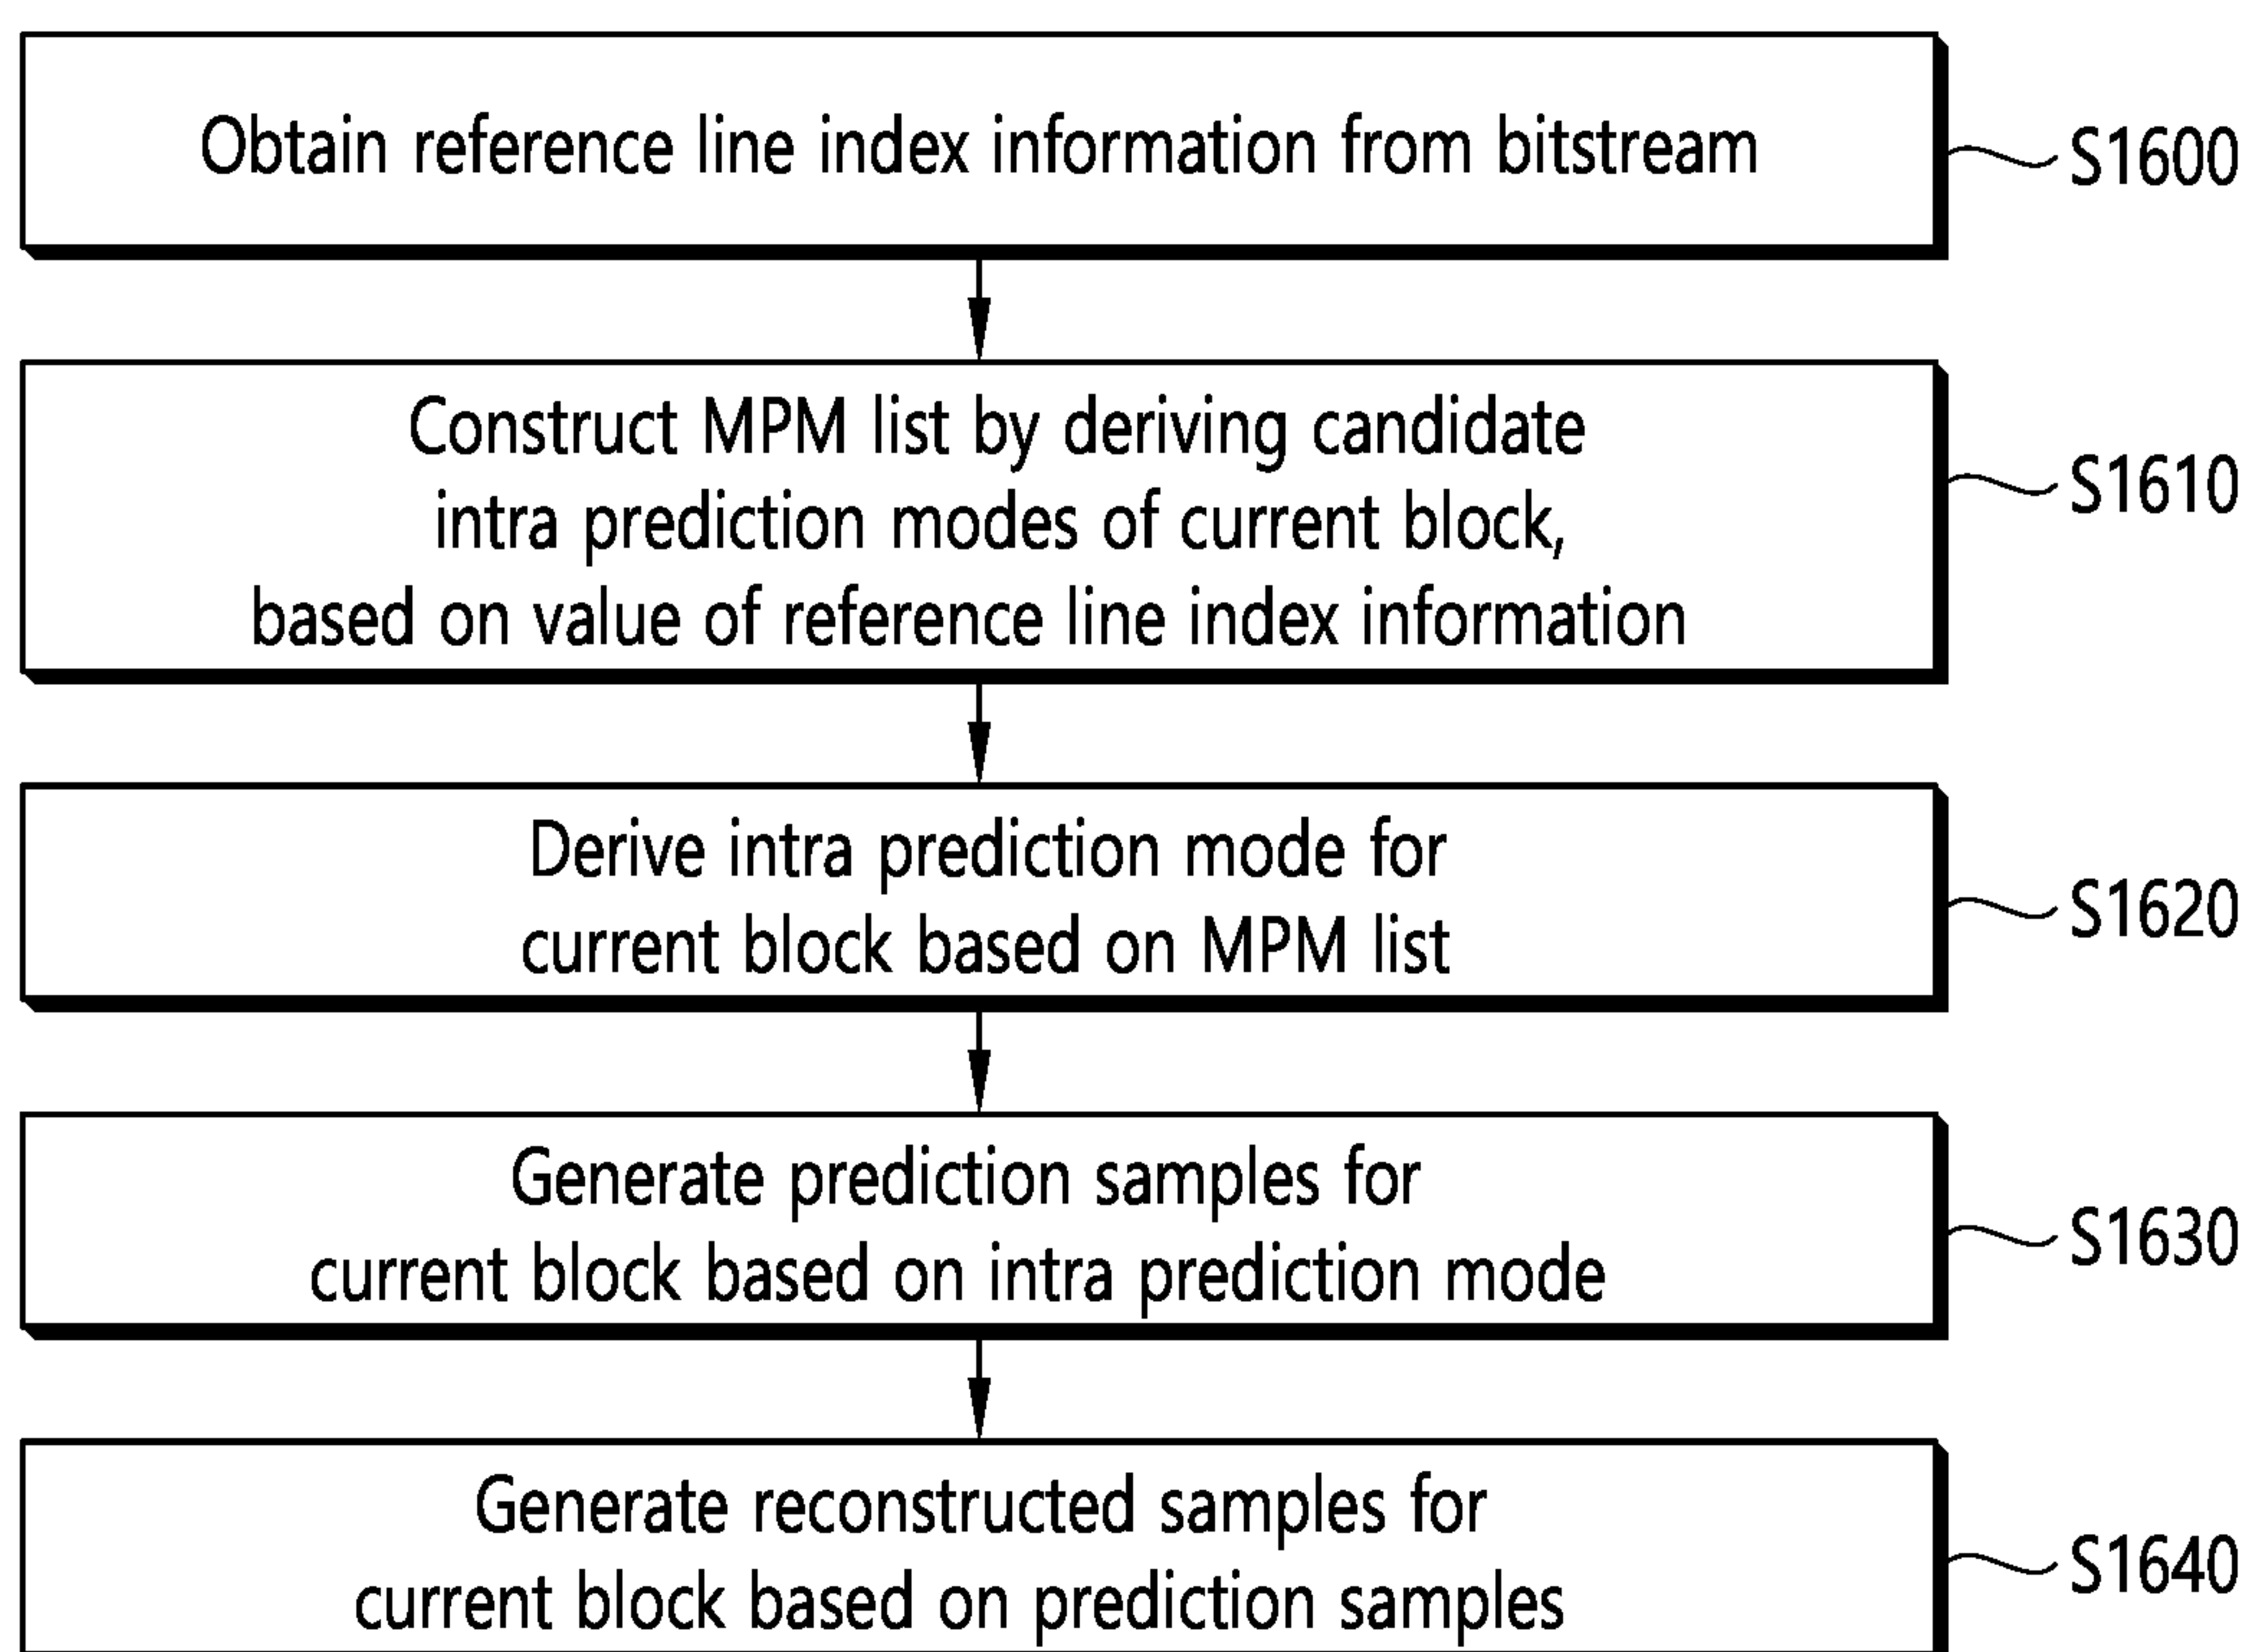 Obtain reference line index information from bitstream
S1600
Construct MPM list by deriving candidate
intra prediction modes of current block,
based on value of reference line index information
S1610
Derive intra prediction mode for
current block based on MPM list
S1620
Generate prediction samples for
current block based on intra prediction mode
S1630
Generate reconstructed samples for
current block based on prediction samples
S1640